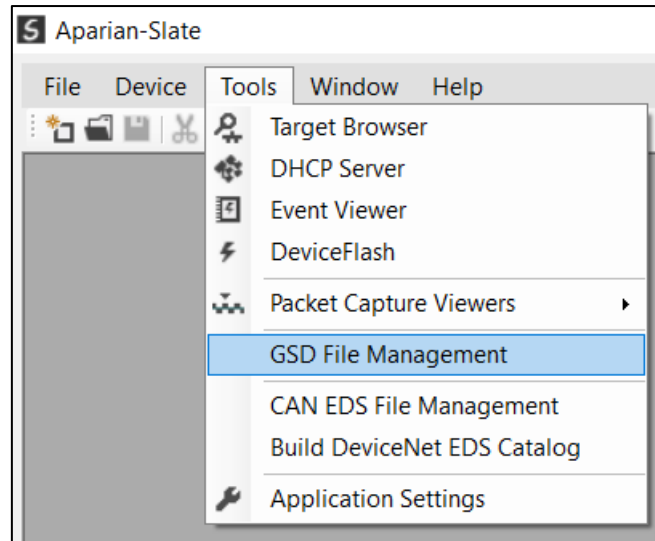 Aparian-Slate
File Device Tools Window Help
Target Browser
DHCP Server
Event Viewer
DeviceFlash
Packet Capture Viewers
GSD File Management
CAN EDS File Management
Build DeviceNet EDS Catalog
Application Settings